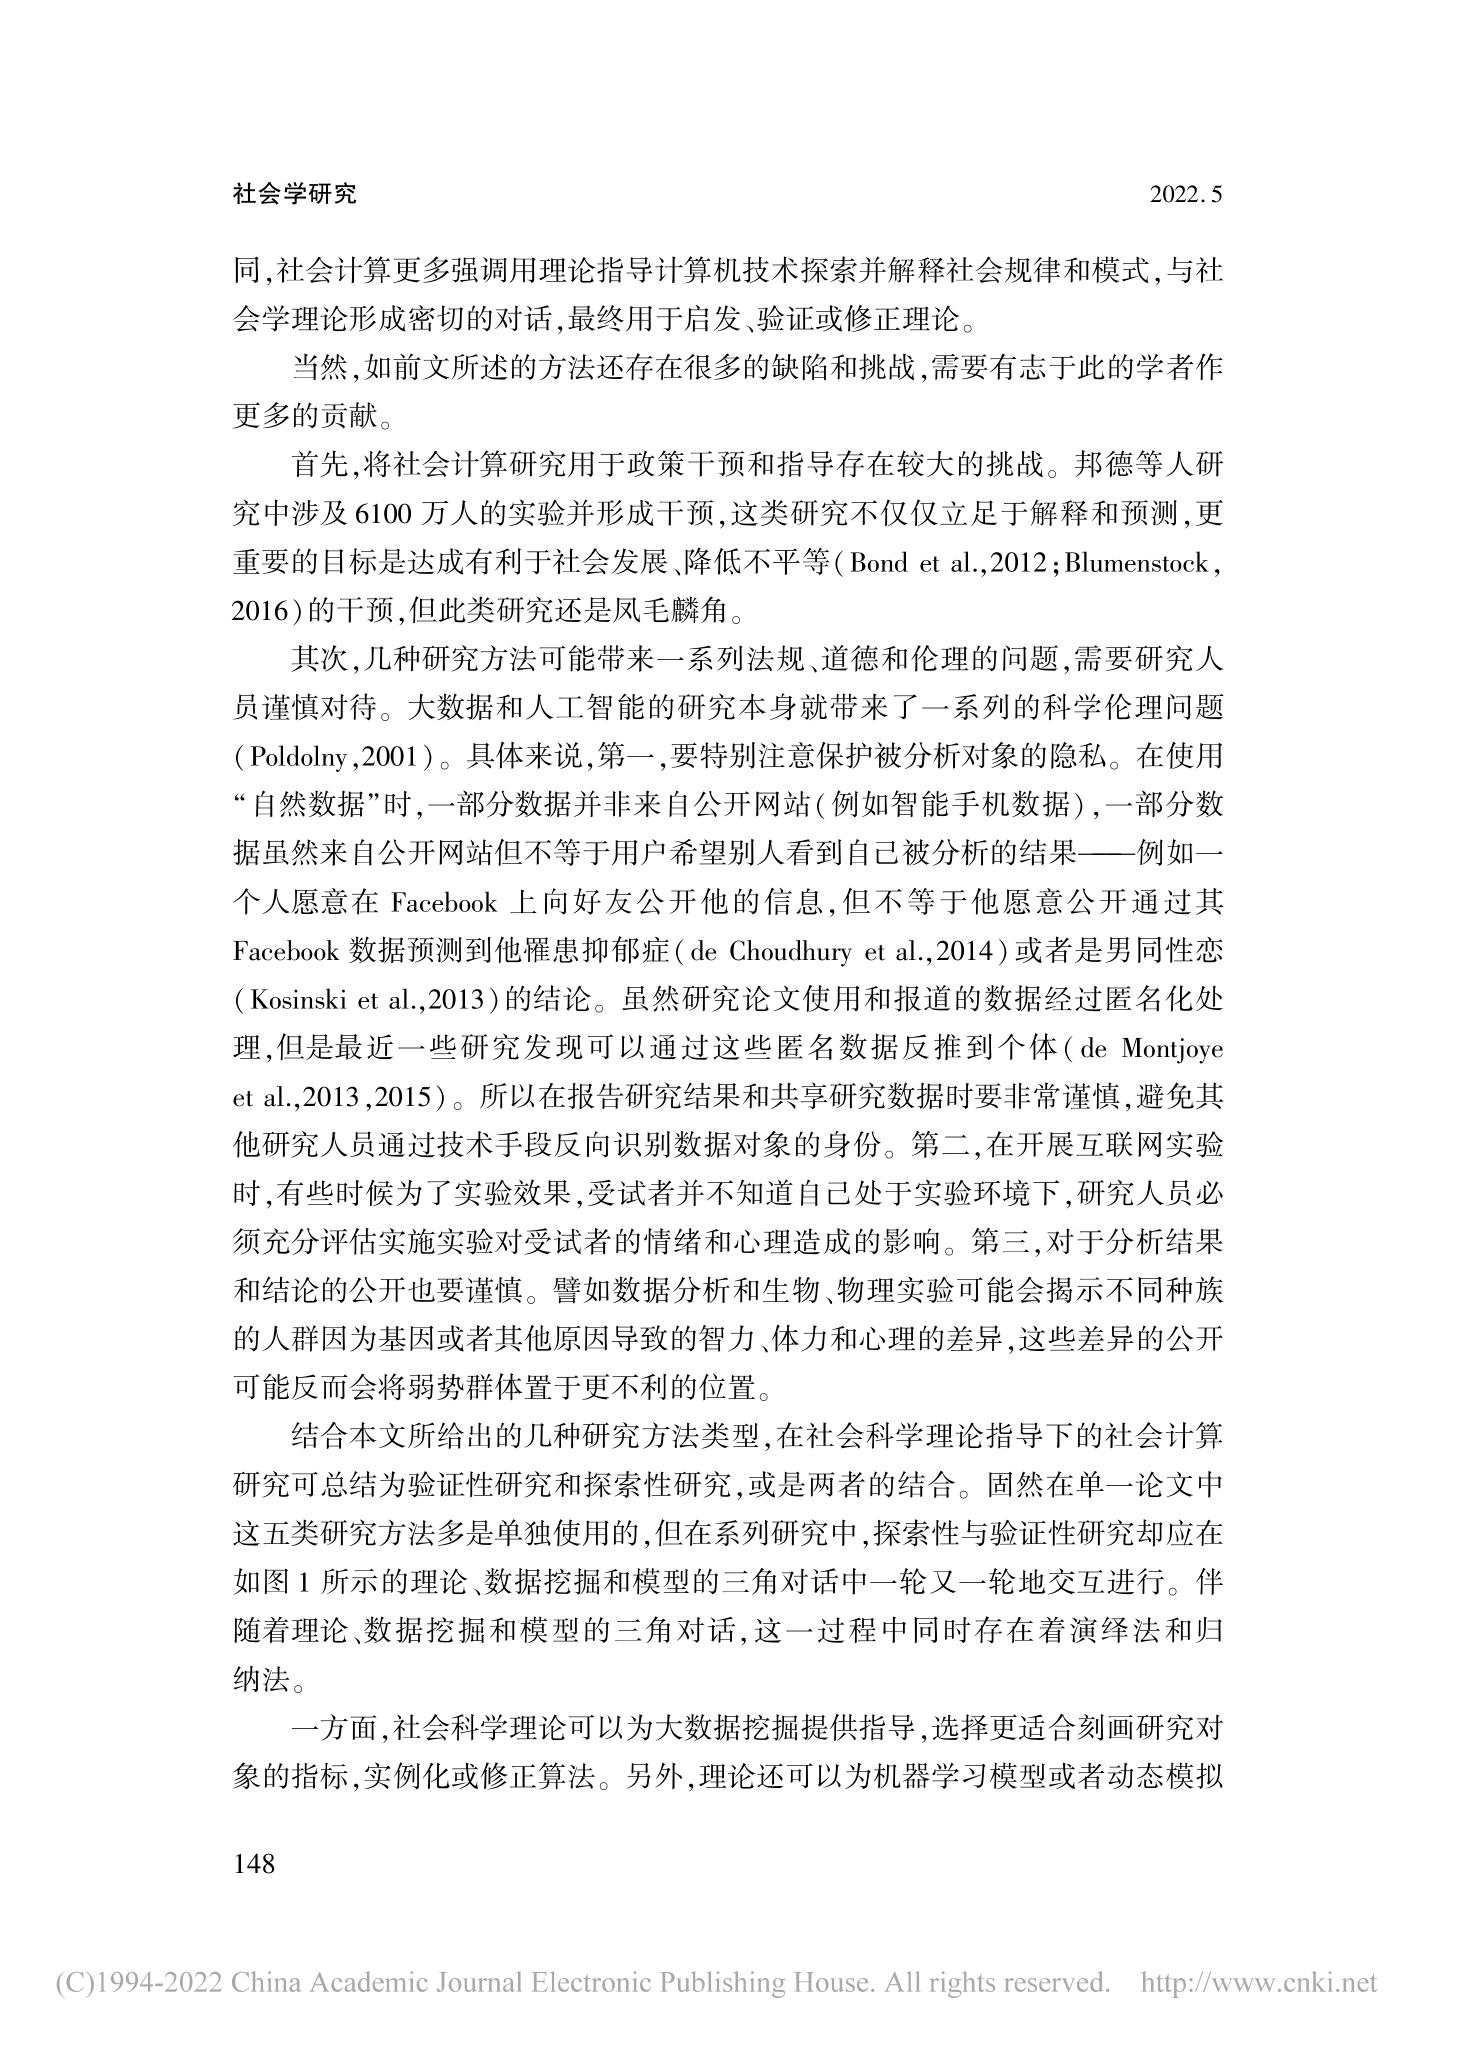 社会学研究 2022.5
同,社会计算更多强调用理论指导计算机技术探索并解释社会规律和模式,与社
会学理论形成密切的对话,最终用于启发、验证或修正理论。
当然,如前文所述的方法还存在很多的缺陷和挑战,需要有志于此的学者作
更多的贡献。
首先,将社会计算研究用于政策干预和指导存在较大的挑战。邦德等人研
究中涉及 6100 万人的实验并形成干预,这类研究不仅仅立足于解释和预测,更
重要的目标是达成有利于社会发展、降低不平等(Bond et al.,2012;Blumenstock,
2016)的干预,但此类研究还是凤毛麟角。
其次,几种研究方法可能带来一系列法规、道德和伦理的问题,需要研究人
员谨慎对待。大数据和人工智能的研究本身就带来了一系列的科学伦理问题
(Poldolny,2001)。具体来说,第一,要特别注意保护被分析对象的隐私。在使用
“自然数据”时,一部分数据并非来自公开网站(例如智能手机数据),一部分数
据虽然来自公开网站但不等于用户希望别人看到自己被分析的结果——例如一
个人愿意在 Facebook 上向好友公开他的信息,但不等于他愿意公开通过其
Facebook 数据预测到他罹患抑郁症(de Choudhury et al.,2014)或者是男同性恋
(Kosinski et al.,2013)的结论。虽然研究论文使用和报道的数据经过匿名化处
理,但是最近一些研究发现可以通过这些匿名数据反推到个体(de Montjoye
et al.,2013,2015)。所以在报告研究结果和共享研究数据时要非常谨慎,避免其
他研究人员通过技术手段反向识别数据对象的身份。第二,在开展互联网实验
时,有些时候为了实验效果,受试者并不知道自己处于实验环境下,研究人员必
须充分评估实施实验对受试者的情绪和心理造成的影响。第三,对于分析结果
和结论的公开也要谨慎。譬如数据分析和生物、物理实验可能会揭示不同种族
的人群因为基因或者其他原因导致的智力、体力和心理的差异,这些差异的公开
可能反而会将弱势群体置于更不利的位置。
结合本文所给出的几种研究方法类型,在社会科学理论指导下的社会计算
研究可总结为验证性研究和探索性研究,或是两者的结合。固然在单一论文中
这五类研究方法多是单独使用的,但在系列研究中,探索性与验证性研究却应在
如图 1 所示的理论、数据挖掘和模型的三角对话中一轮又一轮地交互进行。伴
随着理论、数据挖掘和模型的三角对话,这一过程中同时存在着演绎法和归
纳法。
一方面,社会科学理论可以为大数据挖掘提供指导,选择更适合刻画研究对
象的指标,实例化或修正算法。另外,理论还可以为机器学习模型或者动态模拟
148
(C)1994-2022 China Academic Journal Electronic Publishing House. All rights reserved. http://www.cnki.net